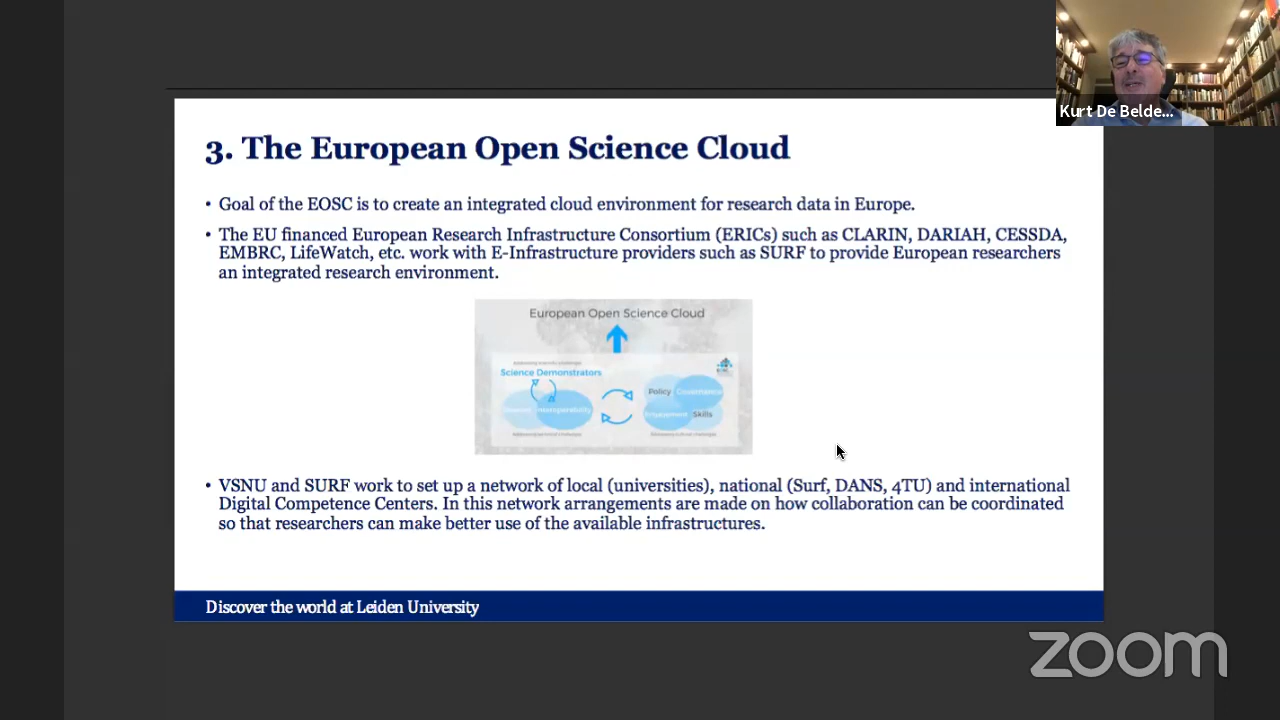 Kurt De Belde...
3. The European Open Science Cloud
• Goal of the EOSC is to create an integrated cloud environment for research data in Europe.
• The EU financed European Research Infrastructure Consortium (ERICs) such as CLARIN, DARIAH, CESSDA,
EMBRC, LifeWatch, etc. work with E-Infrastructure providers such as SURF to provide European researchers
an integrated research environment.
European Open Science Cloud
Science Demonstrators
Interoperability
Policy Governance
Engagement Skills
• VSNU and SURF work to set up a network of local (universities), national (Surf, DANS, 4TU) and international
Digital Competence Centers. In this network arrangements are made on how collaboration can be coordinated
so that researchers can make better use of the available infrastructures.
Discover the world at Leiden University
zoom